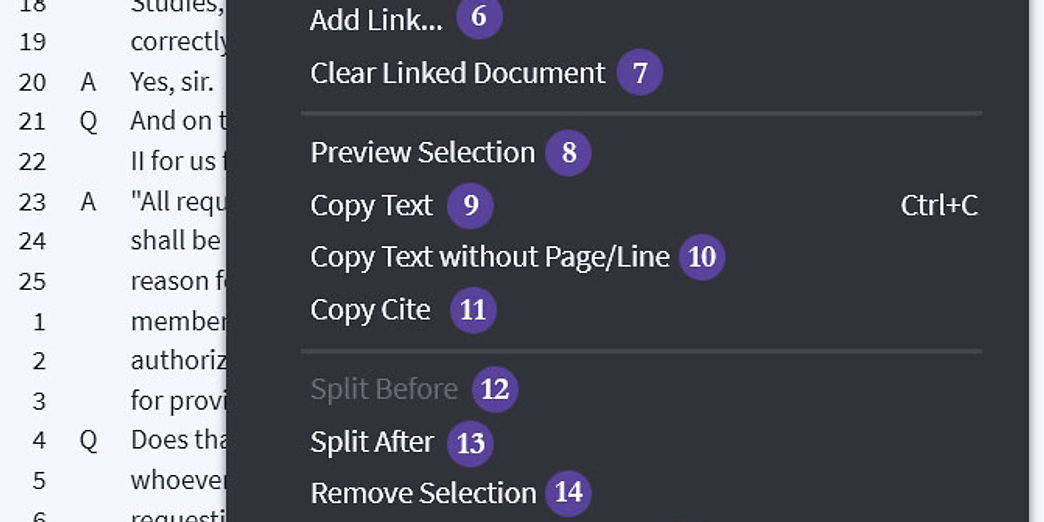 18 Studies,
Add Link... 6
19 correctly
Clear Linked Document 7
20 A Yes, sir.
21 Q And on t
22 II for us f
Preview Selection 8
23 A "All requ
Copy Text 9 Ctrl+C
24 shall be
Copy Text without Page/Line 10
25 reason fo
1 member
Copy Cite 11
2 authoriz
3 for provi
Split Before 12
4 Q Does tha
Split After 13
5 whoever
Remove Selection 14
6 requesti